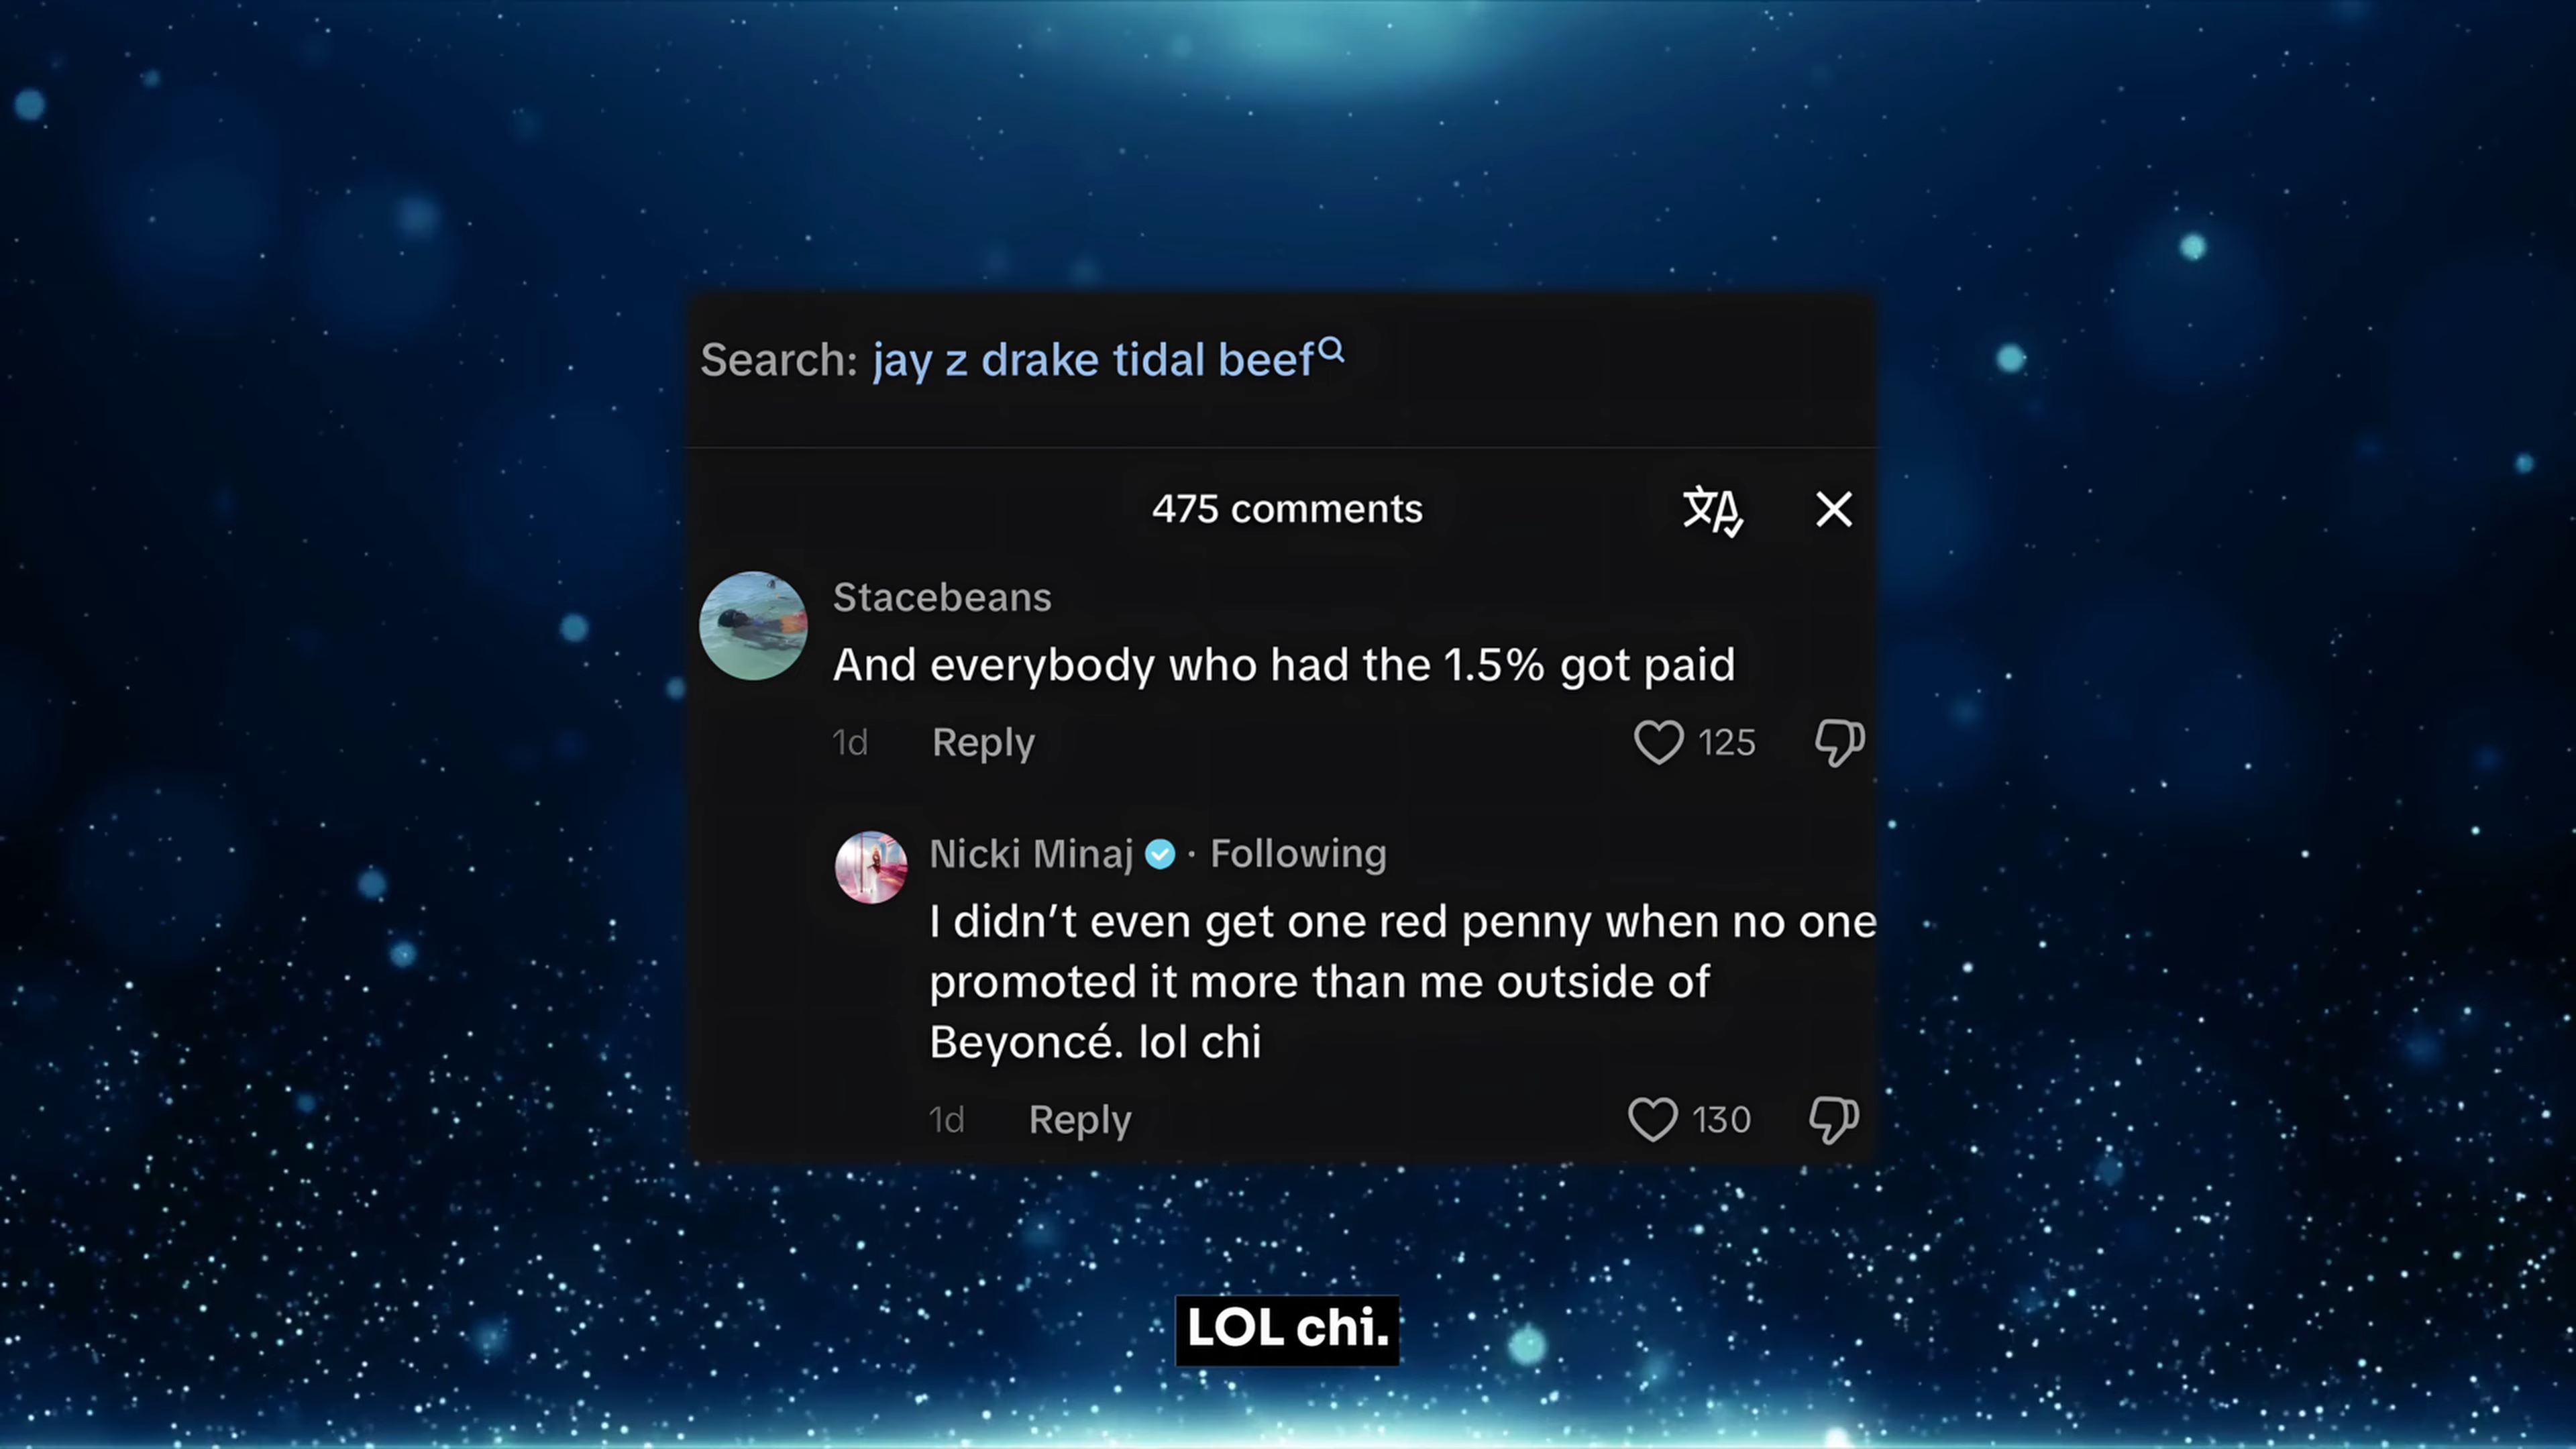 Search: jay z drake tidal beef
475 comments
Stacebeans
And everybody who had the 1.5% got paid
1d Reply 125
Nicki Minaj · Following
I didn’t even get one red penny when no one
promoted it more than me outside of
Beyoncé. lol chi
1d Reply 130
LOL chi.